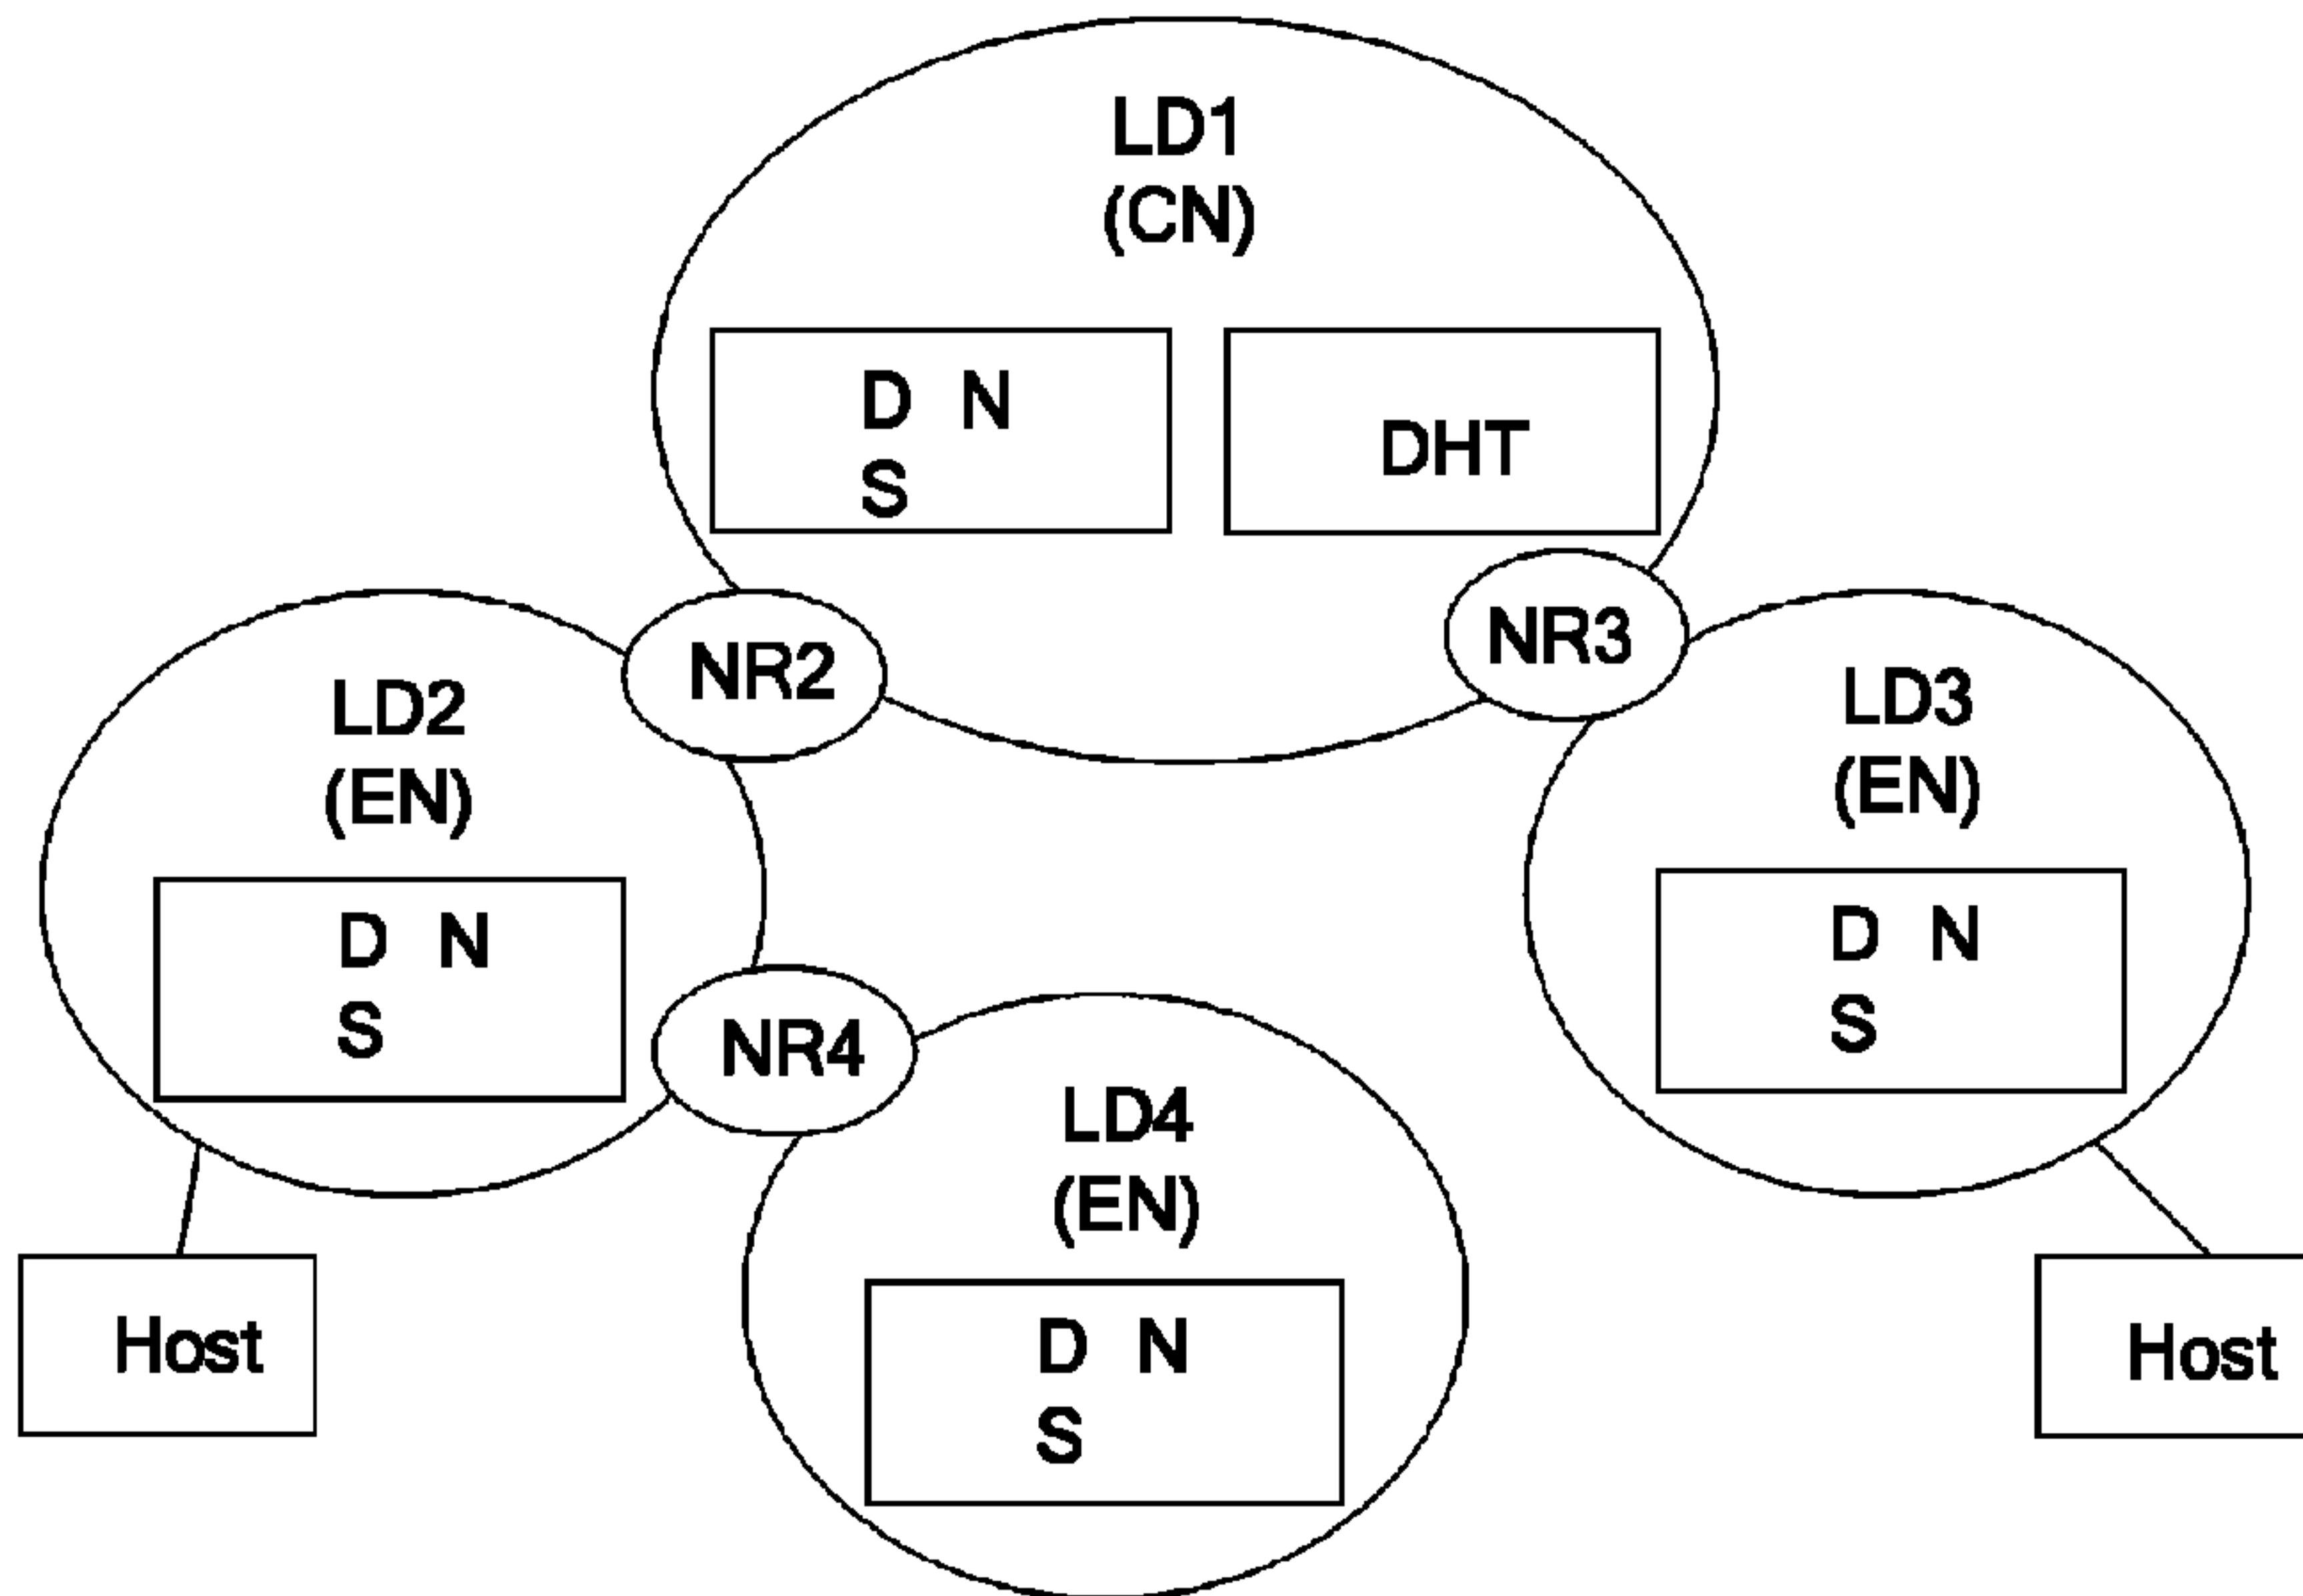 LD1
(CN)
D N
S
DHT
NR2
NR3
LD2
(EN)
D N
S
LD3
(EN)
D N
S
NR4
LD4
(EN)
D N
S
Host
Host